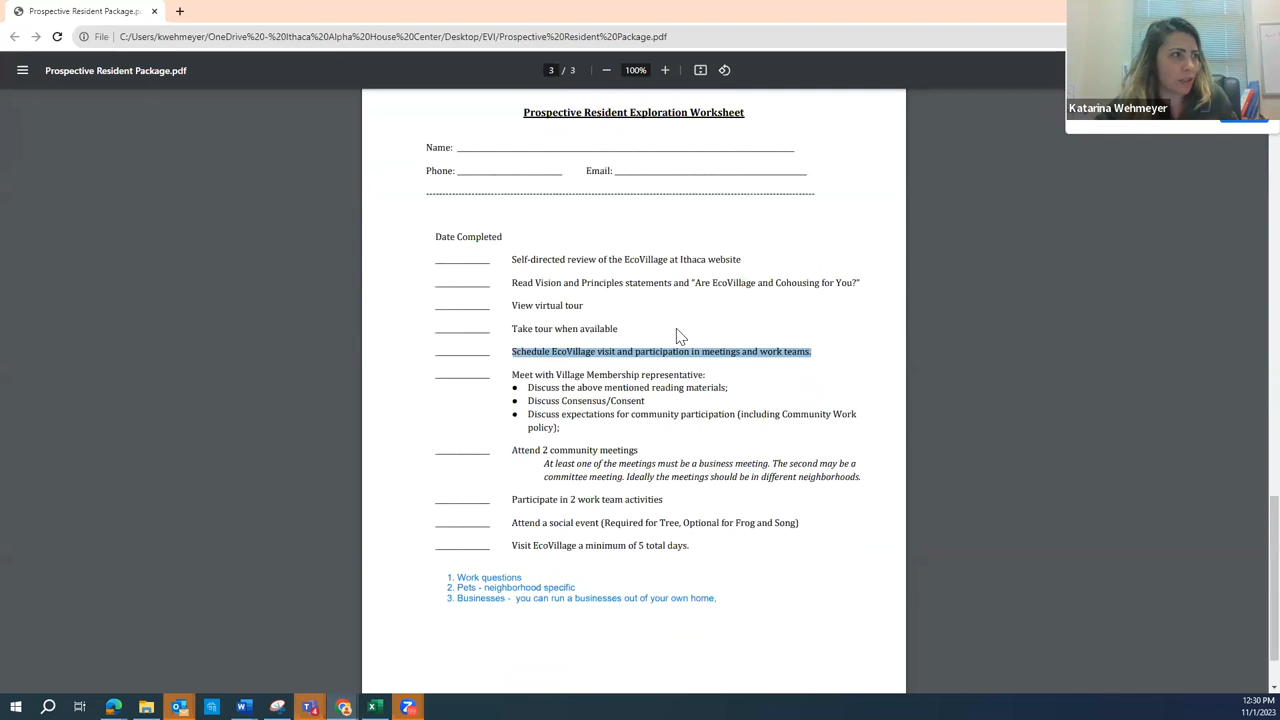 Prospective Resident Package.p
File
C:/Users/kwehmeyer/OneDrive%20-%20Ithaca%20Alpha%20House%20Center/Desktop/EVI/Prospective%20Resident%20Package.pdf
Prospective Resident Package.pdf
3 / 3
100%
Katarina Wehmeyer
Prospective Resident Exploration Worksheet
Name:
Phone: Email:
Date Completed
Self-directed review of the EcoVillage at Ithaca website
Read Vision and Principles statements and “Are EcoVillage and Cohousing for You?”
View virtual tour
Take tour when available
Schedule EcoVillage visit and participation in meetings and work teams.
Meet with Village Membership representative:
● Discuss the above mentioned reading materials;
● Discuss Consensus/Consent
● Discuss expectations for community participation (including Community Work
policy);
Attend 2 community meetings
At least one of the meetings must be a business meeting. The second may be a
committee meeting. Ideally the meetings should be in different neighborhoods.
Participate in 2 work team activities
Attend a social event (Required for Tree, Optional for Frog and Song)
Visit EcoVillage a minimum of 5 total days.
1. Work questions
2. Pets - neighborhood specific
3. Businesses - you can run a businesses out of your own home,
12:30 PM
11/1/2023